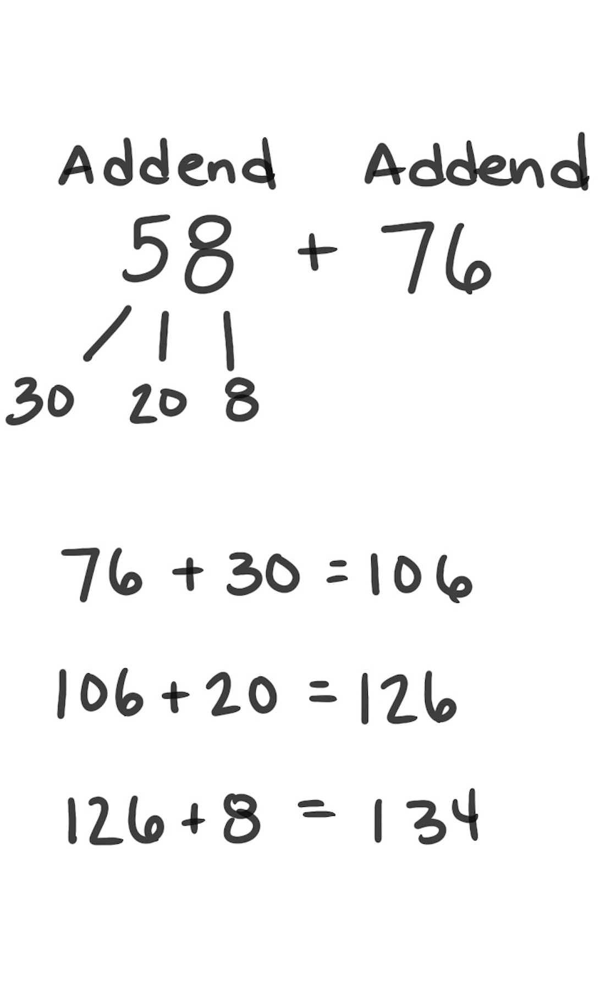 Addend Addend
58 + 76
30 20 8
76 + 30 = 106
106 + 20 = 126
126 + 8 = 134